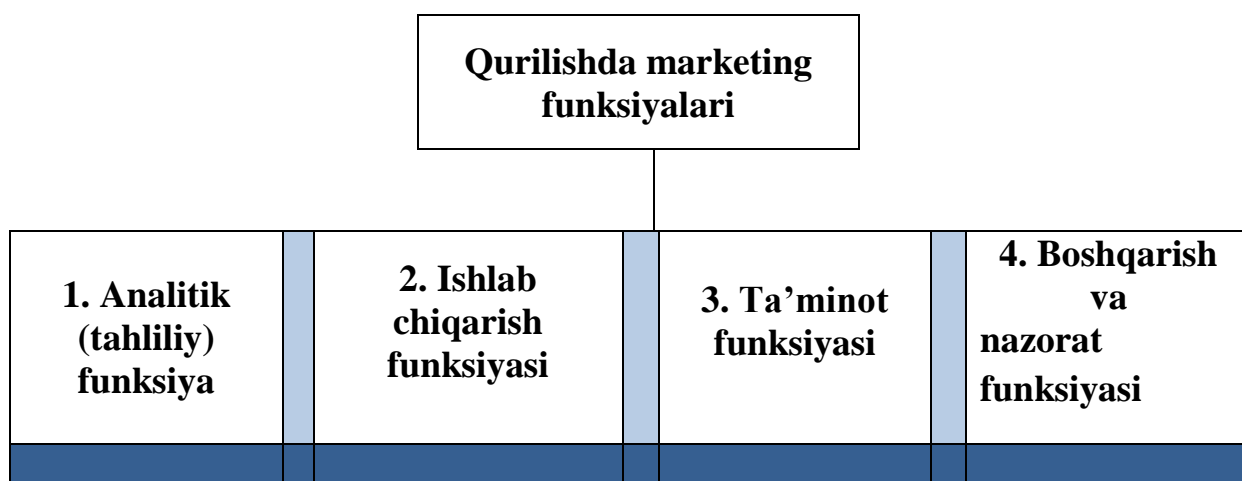 Qurilishda marketing
funksiyalari
1. Analitik
(tahliliy)
funksiya
2. Ishlab
chiqarish
funksiyasi
3. Ta’minot
funksiyasi
4. Boshqarish
va
nazorat
funksiyasi